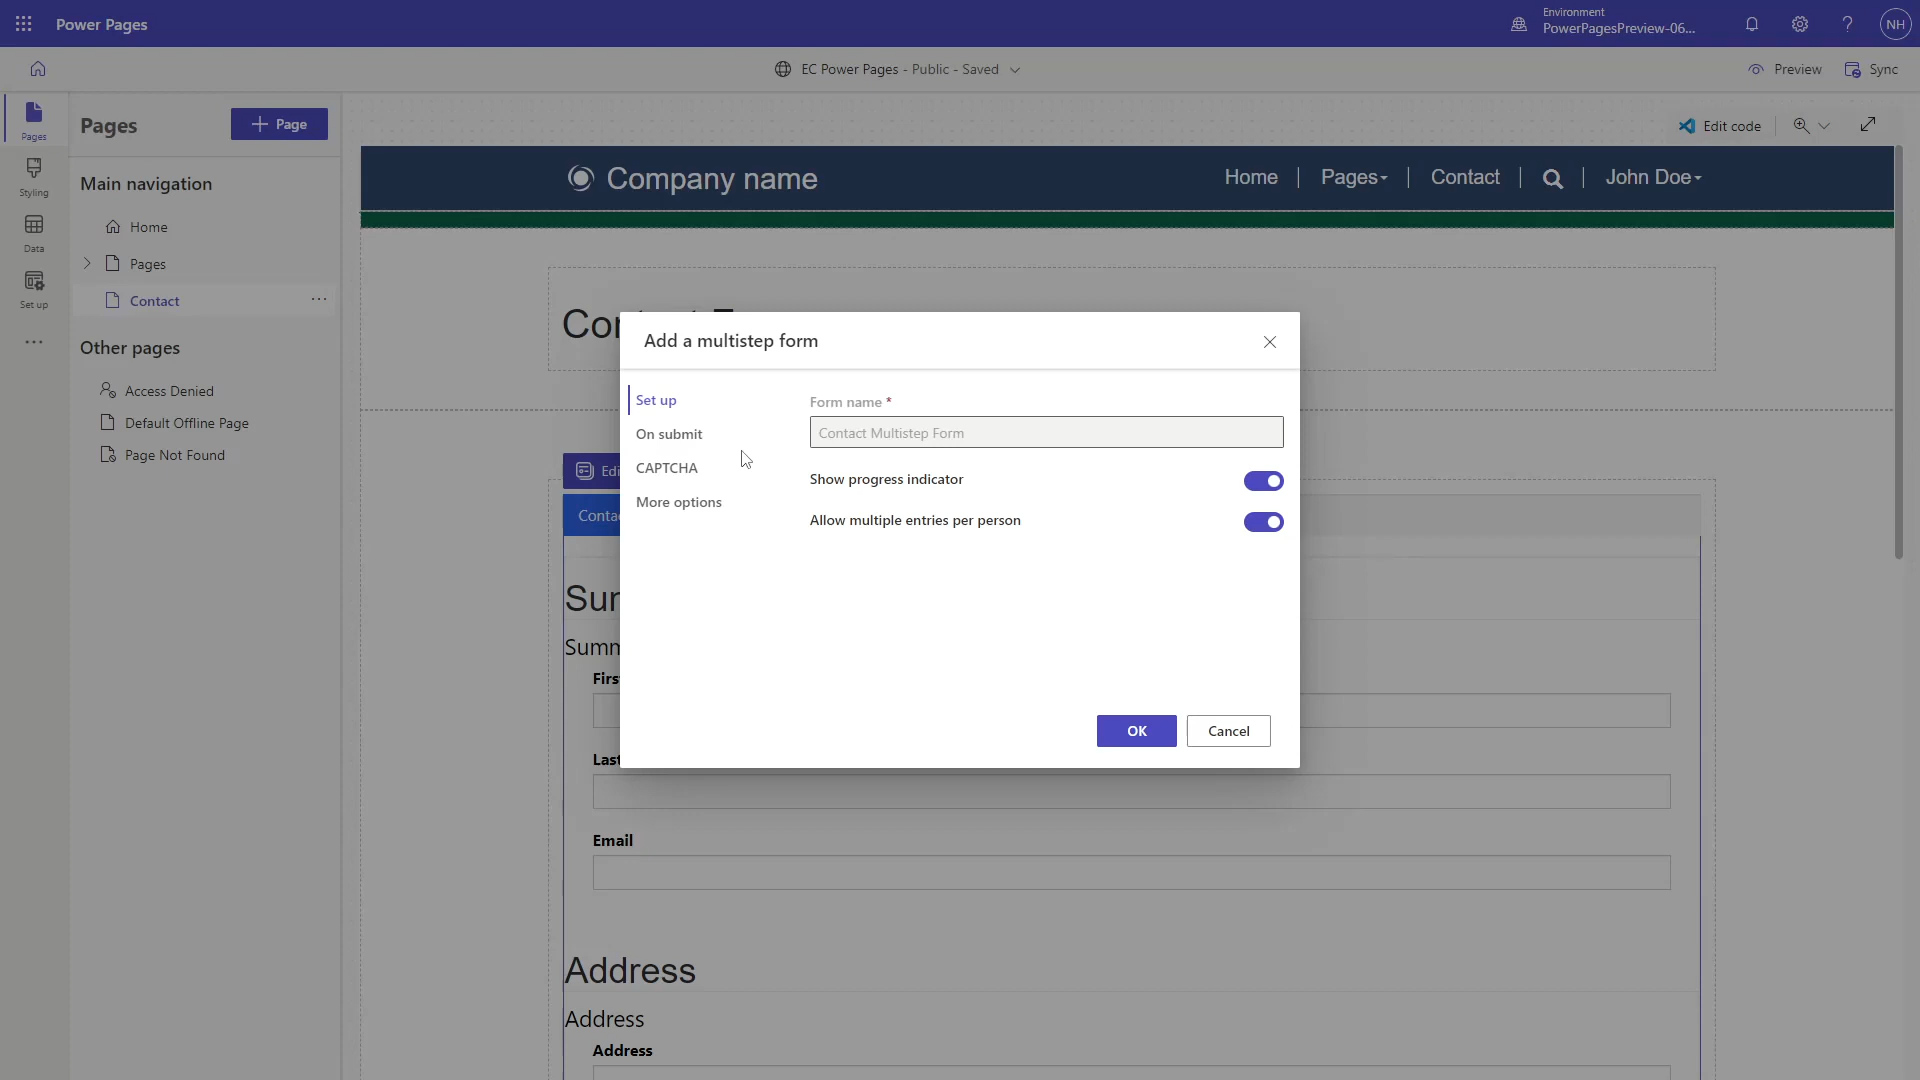 Power Pages
Environment
PowerPagesPreview-06...
NH
EC Power Pages - Public - Saved
Preview
Sync
Pages
Styling
Data
Set up
Pages
Page
Main navigation
Home
Pages
Contact
Other pages
Access Denied
Default Offline Page
Page Not Found
Edit code
Company name
Home
Pages
Contact
John Doe
Add a multistep form
Set up
On submit
CAPTCHA
More options
Form name *
Contact Multistep Form
Show progress indicator
Allow multiple entries per person
OK
Cancel
Email
Address
Address
Address